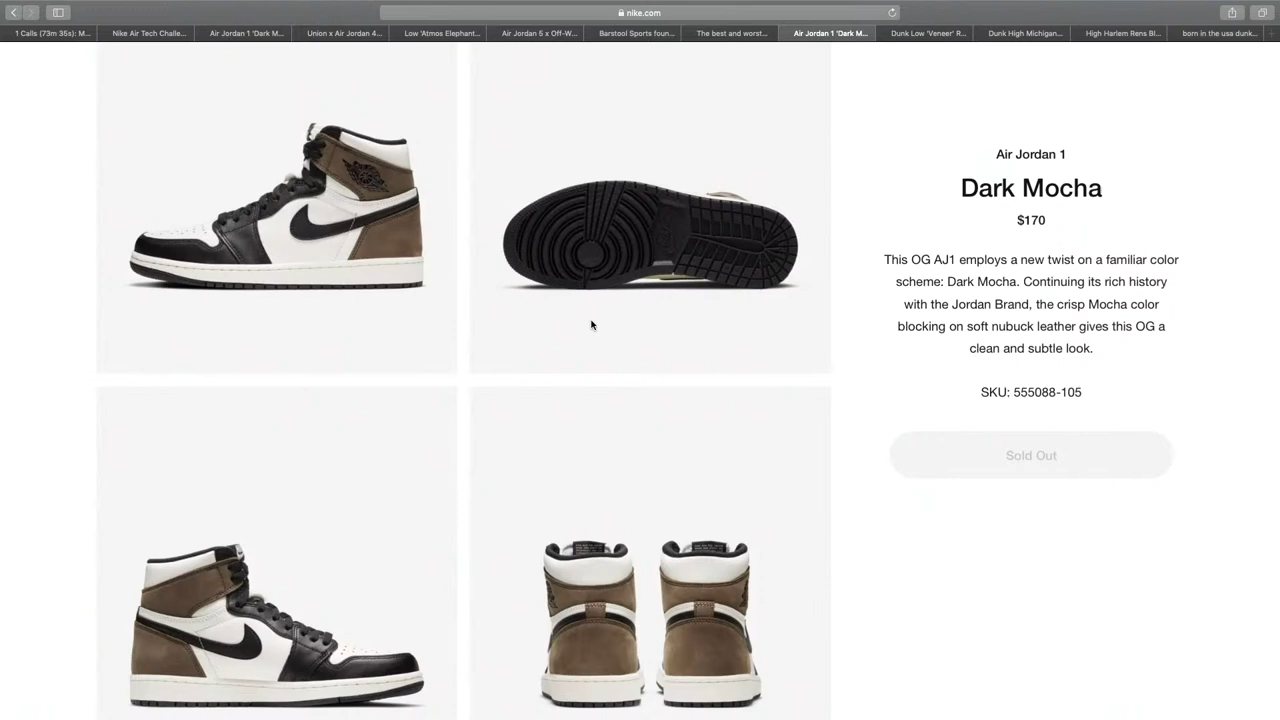 nike.com
1 Calls (73m 35s): M...
Nike Air Tech Challe...
Air Jordan 1 'Dark M...
Union x Air Jordan 4...
Low 'Atmos Elephant...
Air Jordan 5 x Off-W...
Barstool Sports foun...
The best and worst...
Air Jordan 1 'Dark M...
Dunk Low 'Veneer' R...
Dunk High Michigan...
High Harlem Rens Bl...
born in the usa dunk...
Air Jordan 1
Dark Mocha
$170
This OG AJ1 employs a new twist on a familiar color
scheme: Dark Mocha. Continuing its rich history
with the Jordan Brand, the crisp Mocha color
blocking on soft nubuck leather gives this OG a
clean and subtle look.
SKU: 555088-105
Sold Out